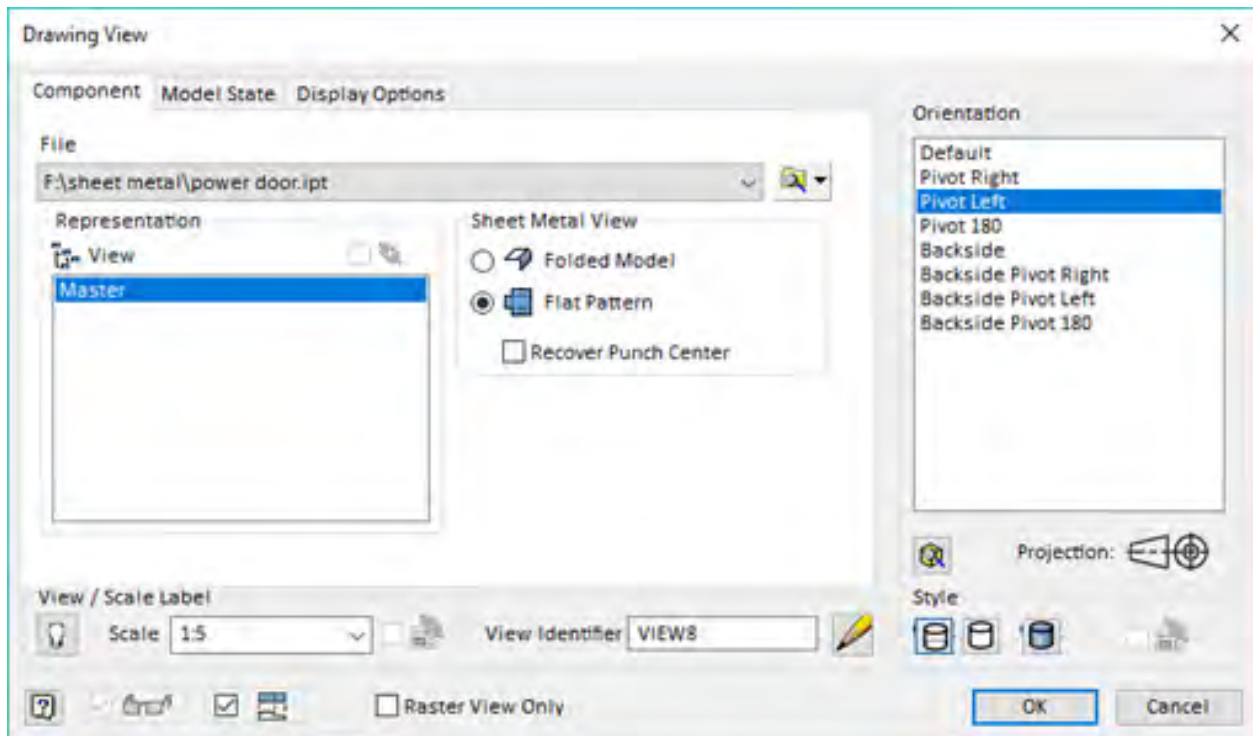 Drawing View
Component Model State Display Options
File
F:\sheet metal\power door.ipt
Representation
View
Master
Sheet Metal View
Folded Model
Flat Pattern
Recover Punch Center
Orientation
Default
Pivot Right
Pivot Left
Pivot 180
Backside
Backside Pivot Right
Backside Pivot Left
Backside Pivot 180
Projection:
View / Scale Label
Scale 1:5
View Identifier VIEW8
Style
Raster View Only
OK Cancel